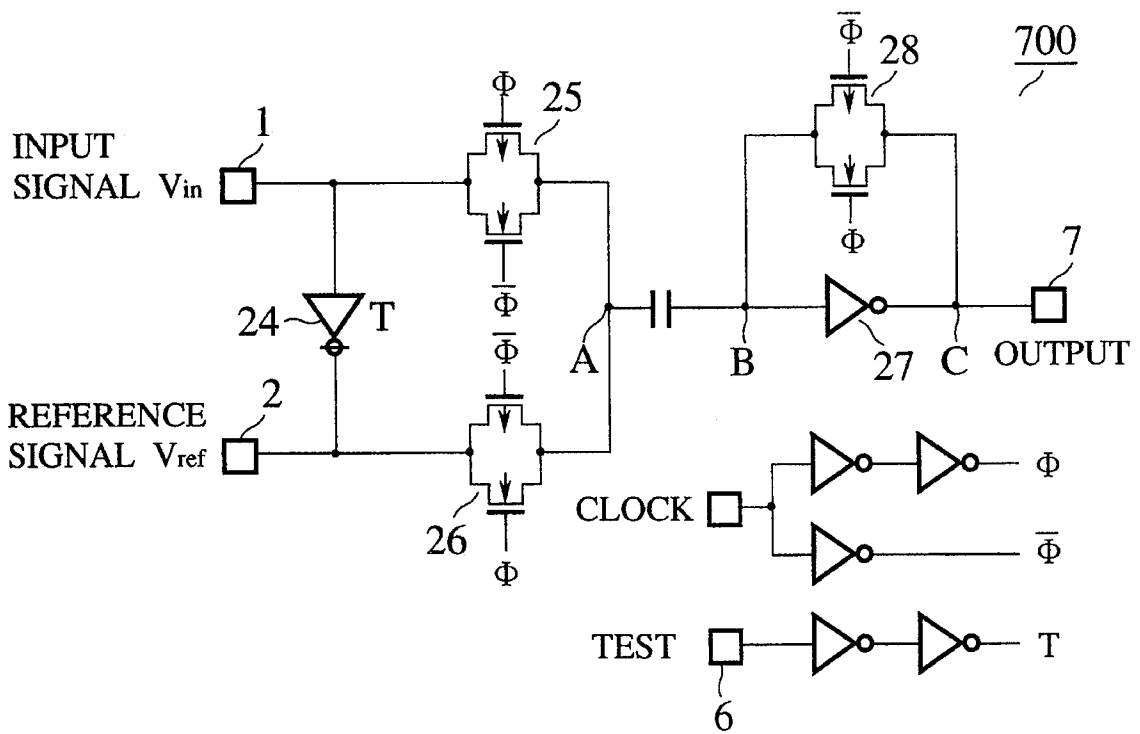 Φ̅
28
700
Φ
25
1
INPUT
SIGNAL Vin
Φ
7
24
T
Φ̅
Φ̅
A
B
27
C
OUTPUT
REFERENCE
SIGNAL Vref
2
26
Φ
CLOCK
Φ
Φ̅
TEST
T
6